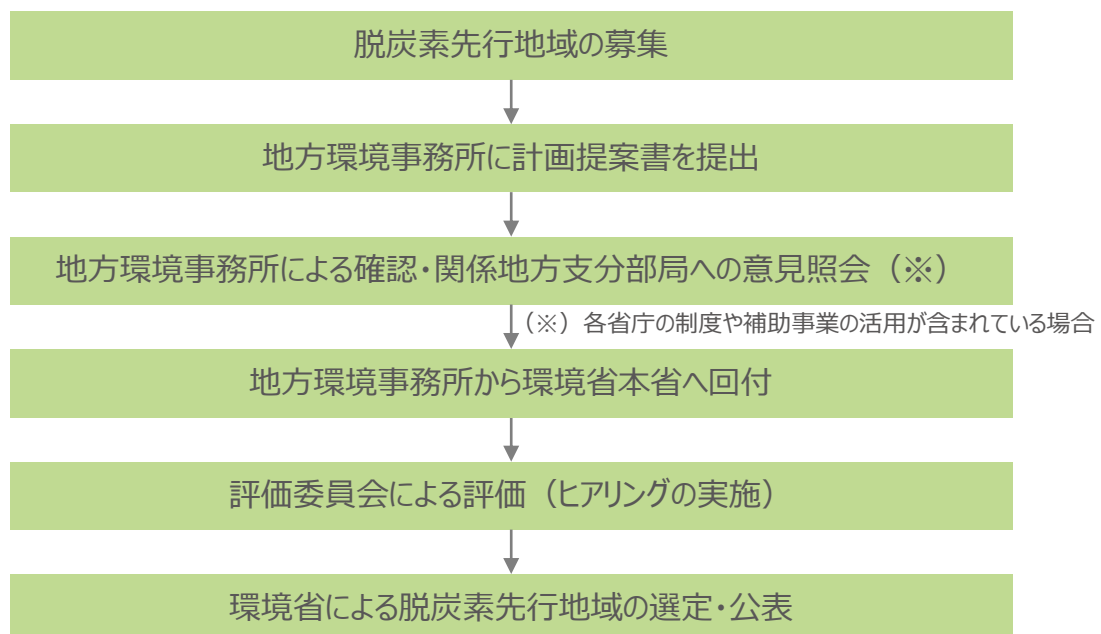 脱炭素先行地域の募集
地方環境事務所に計画提案書を提出
地方環境事務所による確認・関係地方支分部局への意見照会（※）
（※）各省庁の制度や補助事業の活用が含まれている場合
地方環境事務所から環境省本省へ回付
評価委員会による評価（ヒアリングの実施）
環境省による脱炭素先行地域の選定・公表